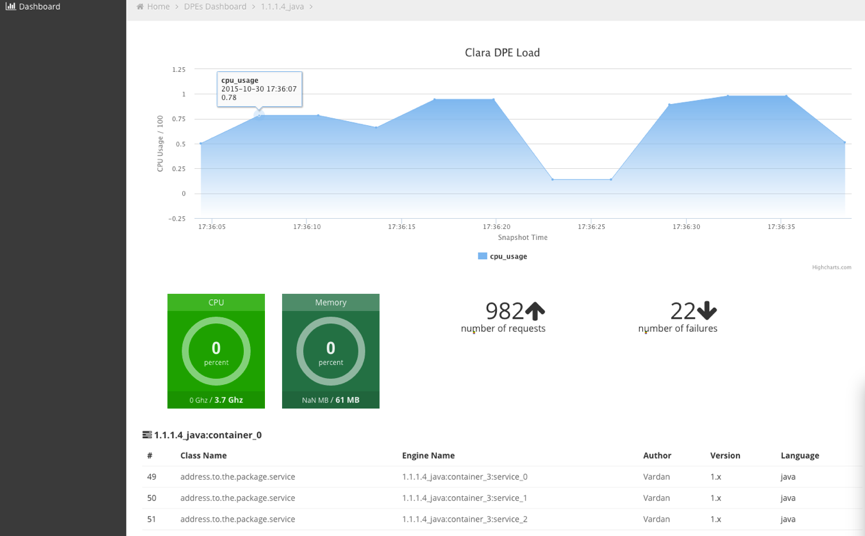 Dashboard
Home > DPEs Dashboard > 1.1.1.4_java >
Clara DPE Load
cpu_usage
2015-10-30 17:36:07
0.78
CPU Usage / 100
1.25
1
0.75
0.5
0.25
0
-0.25
17:36:05 17:36:10 17:36:15 17:36:20 17:36:25 17:36:30 17:36:35
Snapshot Time
cpu_usage
Highcharts.com
CPU
0
percent
0 Ghz / 3.7 Ghz
Memory
0
percent
NaN MB / 61 MB
982
number of requests
22
number of failures
1.1.1.4_java:container_0
# Class Name Engine Name Author Version Language
49 address.to.the.package.service 1.1.1.4_java:container_3:service_0 Vardan 1.x java
50 address.to.the.package.service 1.1.1.4_java:container_3:service_1 Vardan 1.x java
51 address.to.the.package.service 1.1.1.4_java:container_3:service_2 Vardan 1.x java